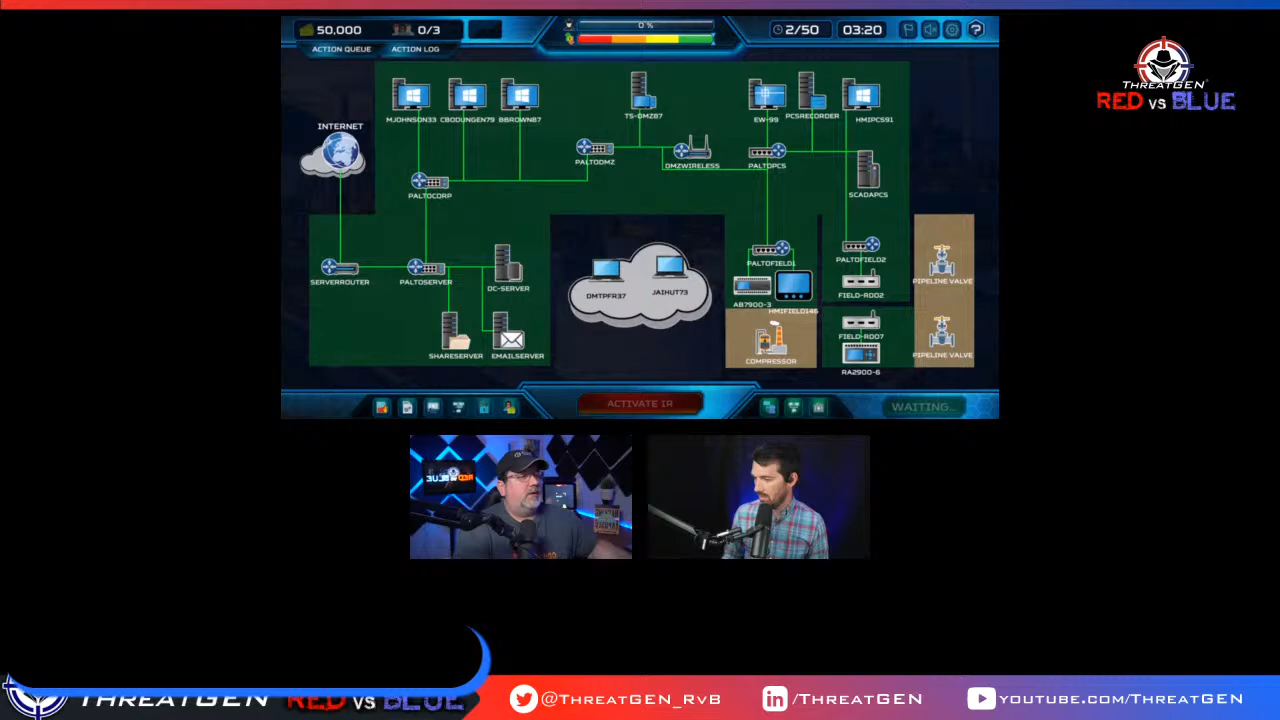 50,000
0/3
0 %
2/50
03:20
ACTION QUEUE
ACTION LOG
THREATGEN
RED vs BLUE
INTERNET
MJOHNSON33
CBODUNGEN79
BBROWN87
TS-DMZ87
EW-99
PCSRECORDER
HMIPCS91
PALTODMZ
DMZWIRELESS
PALTOPCS
PALTOCORP
SCADAPCS
SERVERROUTER
PALTOSERVER
DC-SERVER
DMTPFR37
JAIHUT73
PALTOFIELD1
PALTOFIELD2
PIPELINE VALVE
AB7900-3
HMIFIELD146
FIELD-R002
SHARESERVER
EMAILSERVER
COMPRESSOR
FIELD-R007
PIPELINE VALVE
RA2900-6
ACTIVATE IR
WAITING...
THREATGEN RED vs BLUE
@THREATGEN_RVB
/THREATGEN
YOUTUBE.COM/THREATGEN